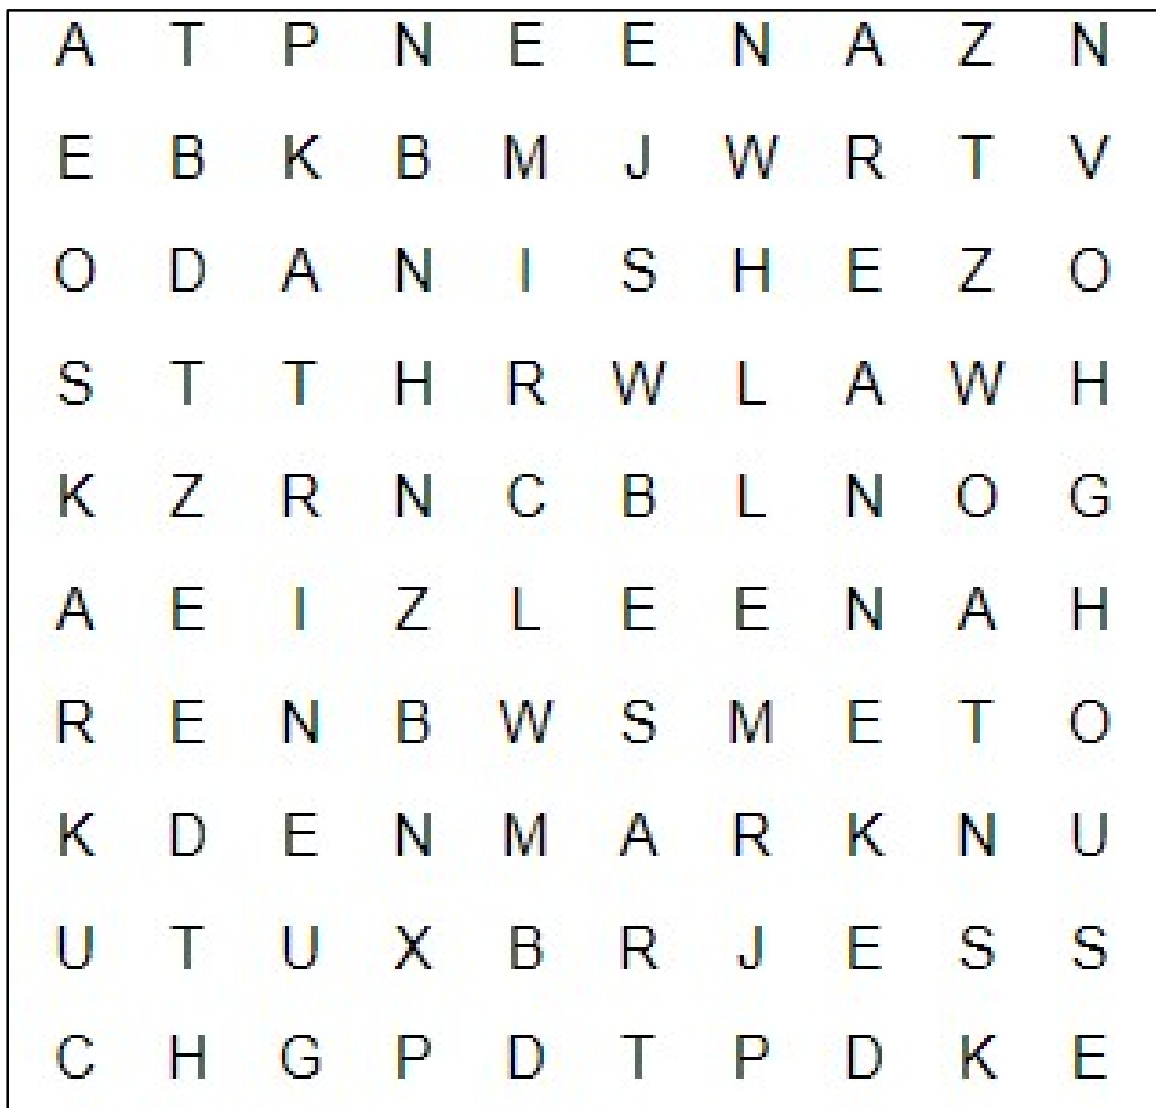 A T P N E E N A Z N
E B K B M J W R T V
O D A N I S H E Z O
S T T H R W L A W H
K Z R N C B L N O G
A E I Z L E E N A H
R E N B W S M E T O
K D E N M A R K N U
U T U X B R J E S S
C H G P D T P D K E